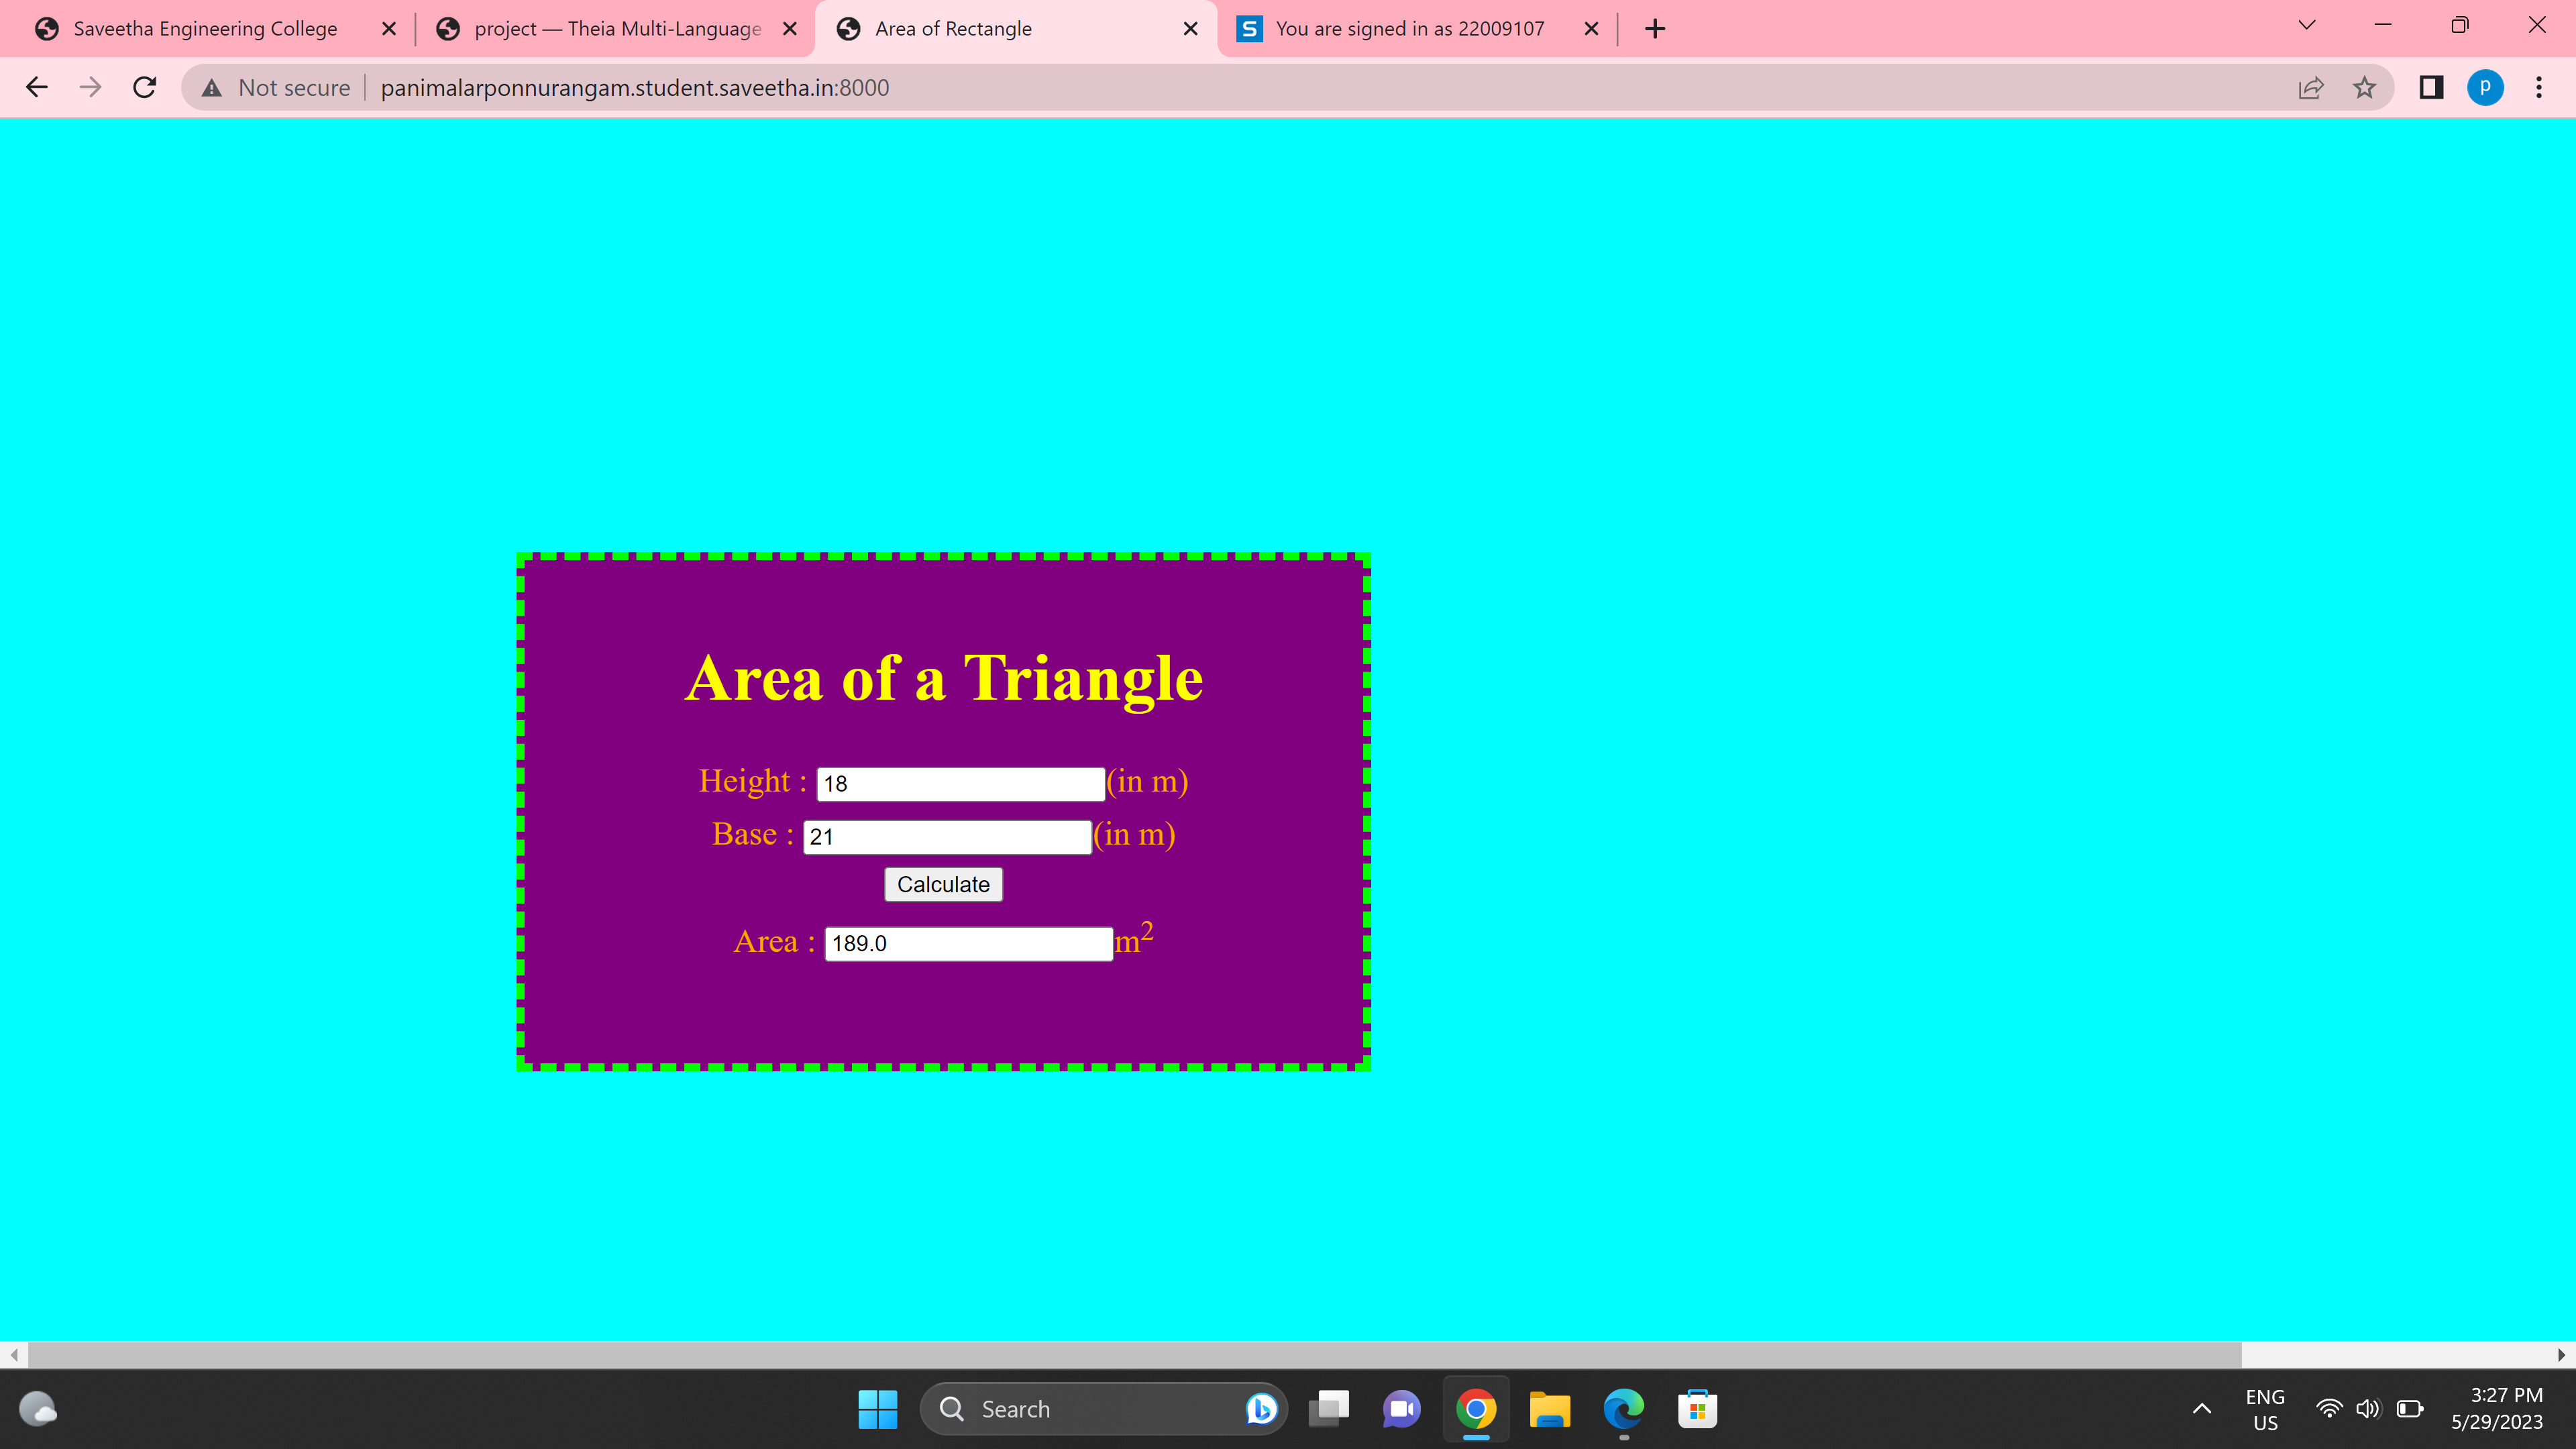 Saveetha Engineering College
project — Theia Multi-Language
Area of Rectangle
You are signed in as 22009107
Not secure panimalarponnurangam.student.saveetha.in:8000
p
Area of a Triangle
Height : 18 (in m)
Base : 21 (in m)
Calculate
Area : 189.0 m²
Search
ENG
US
3:27 PM
5/29/2023